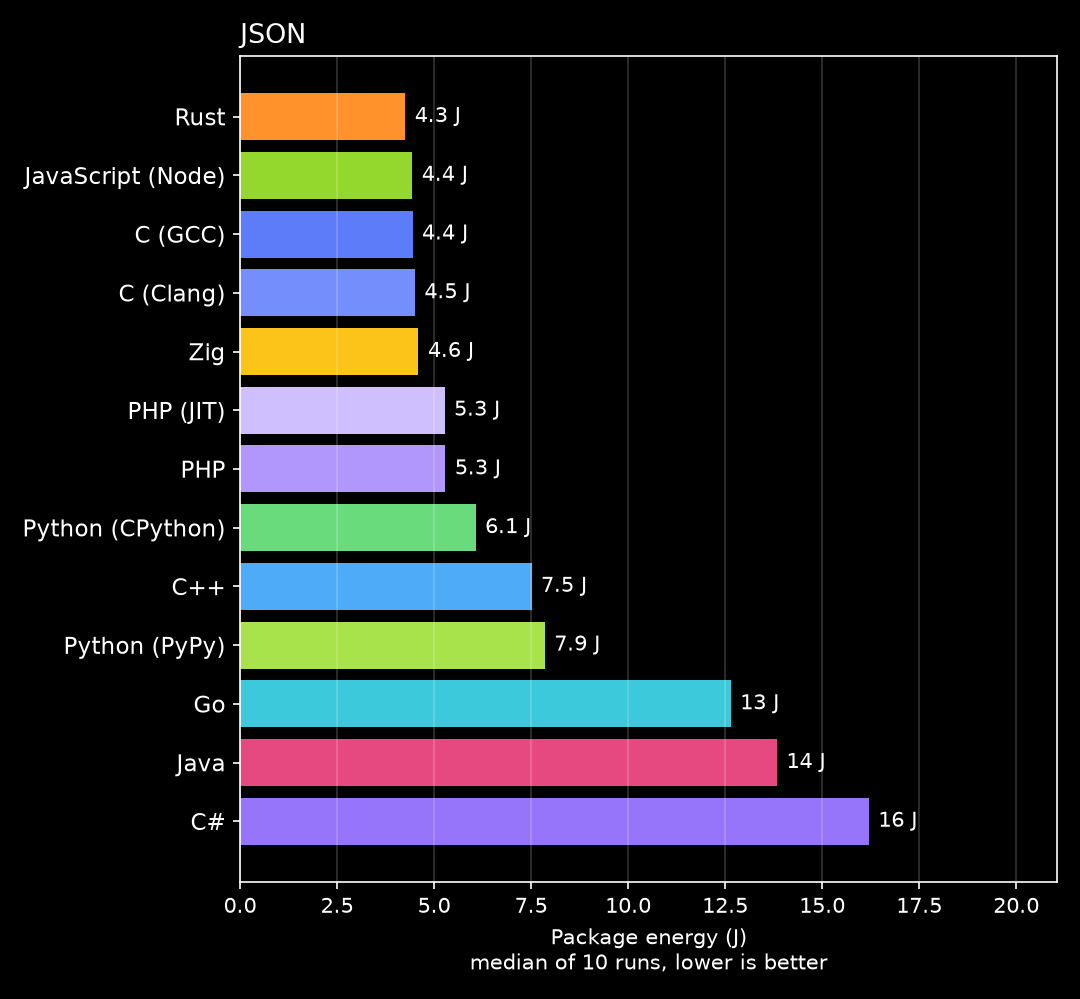 JSON
Rust 4.3 J
JavaScript (Node) 4.4 J
C (GCC) 4.4 J
C (Clang) 4.5 J
Zig 4.6 J
PHP (JIT) 5.3 J
PHP 5.3 J
Python (CPython) 6.1 J
C++ 7.5 J
Python (PyPy) 7.9 J
Go 13 J
Java 14 J
C# 16 J
0.0 2.5 5.0 7.5 10.0 12.5 15.0 17.5 20.0
Package energy (J)
median of 10 runs, lower is better